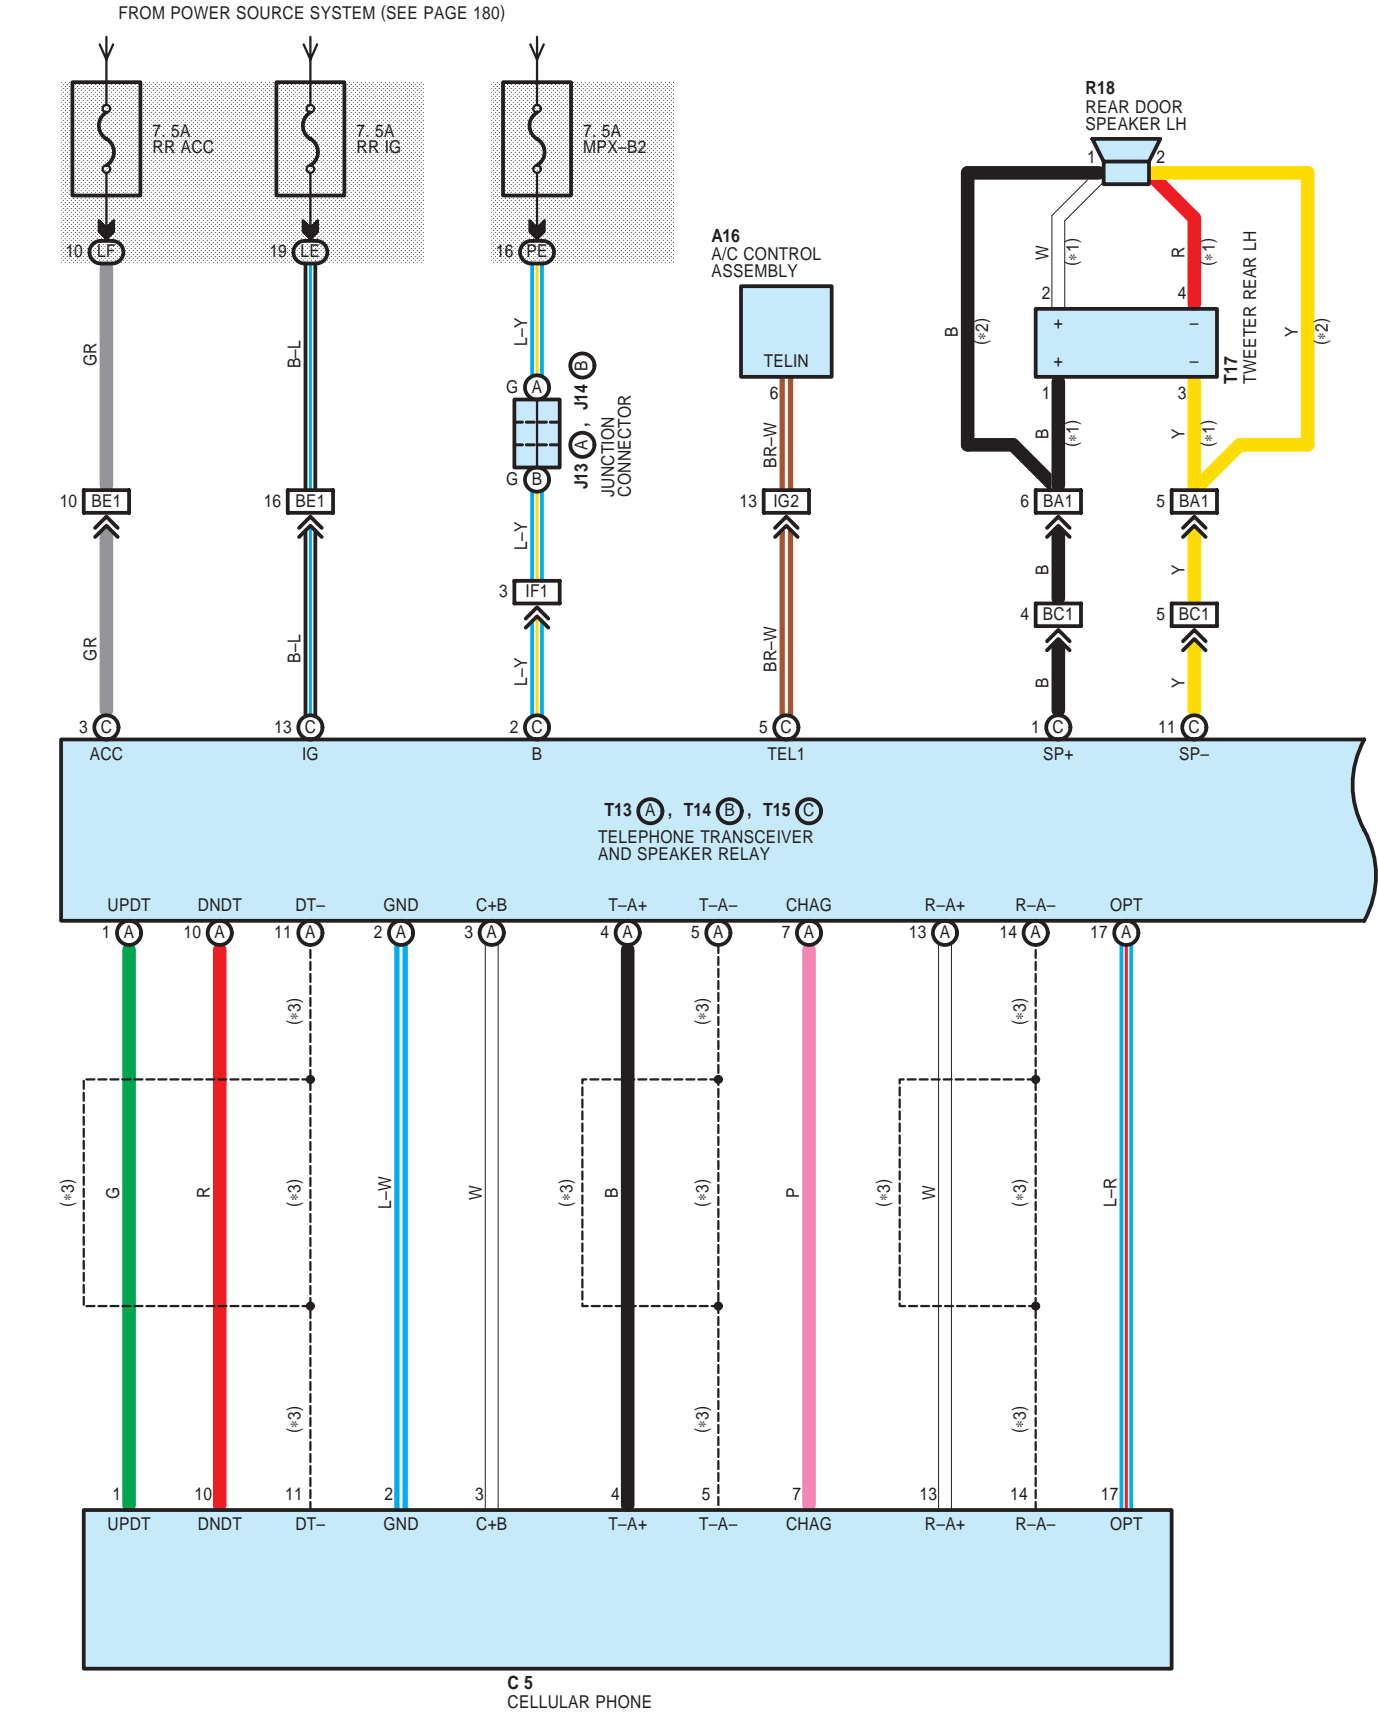 FROM POWER SOURCE SYSTEM (SEE PAGE 180)
7. 5A
RR ACC
7. 5A
RR IG
7. 5A
MPX–B2
10 LF
19 LE
16 PE
R18
REAR DOOR
SPEAKER LH
1 2
A16
A/C CONTROL
ASSEMBLY
TELIN
6
W
(*1)
R
(*1)
2 4
+ –
+ –
T17
TWEETER REAR LH
1 3
B
(*2)
Y
(*2)
B
(*1)
Y
(*1)
GR
B–L
L–Y
G A
G B
J13 A , J14 B
JUNCTION
CONNECTOR
BR–W
10 BE1
16 BE1
13 IG2
6 BA1
5 BA1
L–Y
3 IF1
B
Y
4 BC1
5 BC1
GR
B–L
L–Y
BR–W
B
Y
3 C
13 C
2 C
5 C
1 C
11 C
ACC IG B TEL1 SP+ SP–
T13 A , T14 B , T15 C
TELEPHONE TRANSCEIVER
AND SPEAKER RELAY
UPDT DNDT DT– GND C+B T–A+ T–A– CHAG R–A+ R–A– OPT
1 A 10 A 11 A 2 A 3 A 4 A 5 A 7 A 13 A 14 A 17 A
(*3) (*3) (*3)
(*3) G R (*3) L–W W (*3) B (*3) P (*3) W (*3) L–R
(*3) (*3) (*3)
1 10 11 2 3 4 5 7 13 14 17
UPDT DNDT DT– GND C+B T–A+ T–A– CHAG R–A+ R–A– OPT
C 5
CELLULAR PHONE